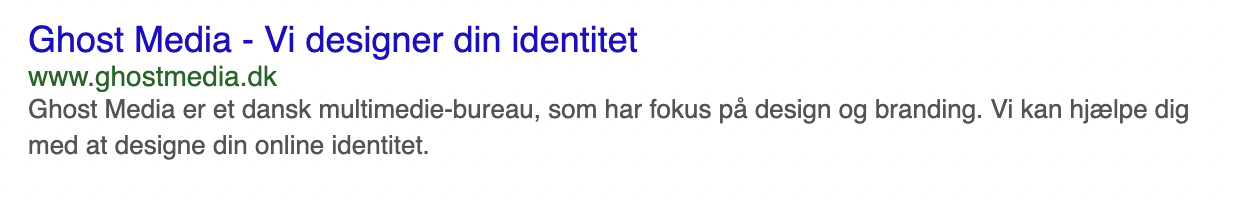 Ghost Media - Vi designer din identitet
www.ghostmedia.dk
Ghost Media er et dansk multimedie-bureau, som har fokus på design og branding. Vi kan hjælpe dig
med at designe din online identitet.